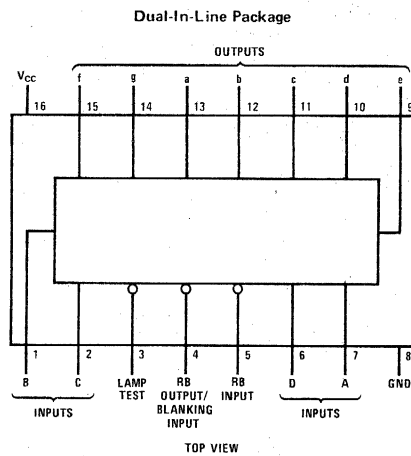 Dual-In-Line Package
OUTPUTS
VCC f g a b c d e
16 15 14 13 12 11 10 9
1 2 3 4 5 6 7 8
B C LAMP TEST RB OUTPUT/ BLANKING INPUT RB INPUT D A GND
INPUTS INPUTS
TOP VIEW